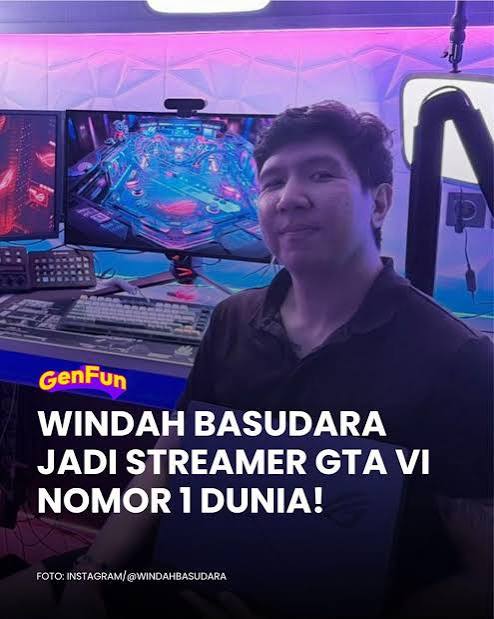 GenFun
WINDAH BASUDARA
JADI STREAMER GTA VI
NOMOR 1 DUNIA!
FOTO: INSTAGRAM/@WINDAHBASUDARA